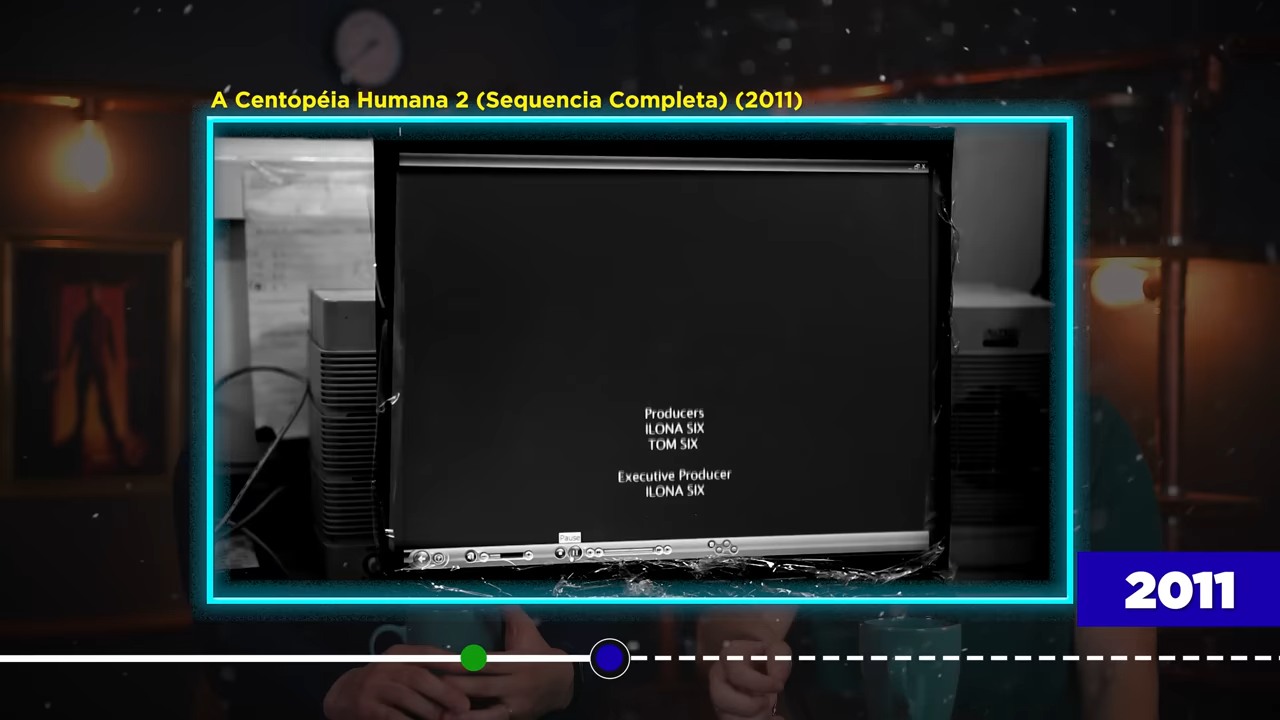 A Centópéia Humana 2 (Sequencia Completa) (2011)
Producers
ILONA SIX
TOM SIX
Executive Producer
ILONA SIX
Pause
2011